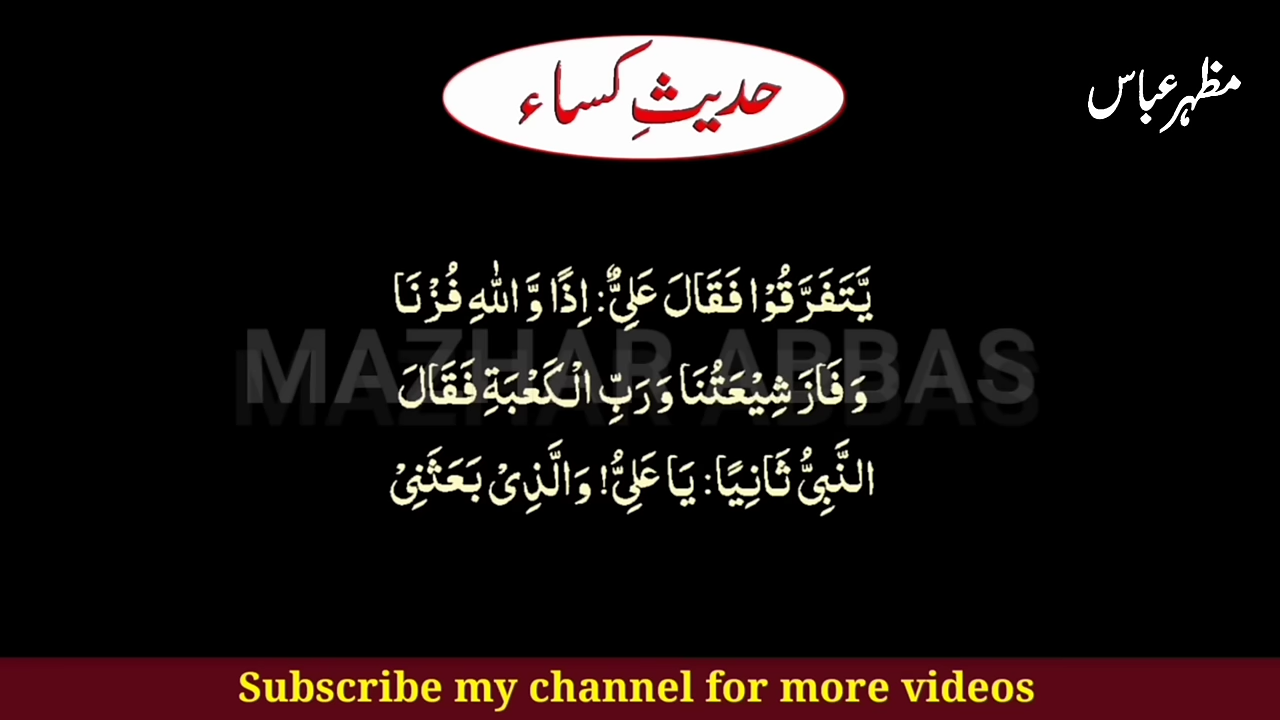 حدیثِ کساء
مظہر عباس
یَّتَفَرَّقُوْا فَقَالَ عَلِیٌّ: اِذًا وَّاللهِ فُزْنَا
وَفَازَ شِیْعَتُنَا وَرَبِّ الْکَعْبَةِ فَقَالَ
MAZHAR ABBAS
النَّبِیُّ ثَانِیًا: یَا عَلِیُّ! وَالَّذِیْ بَعَثَنِیْ
Subscribe my channel for more videos